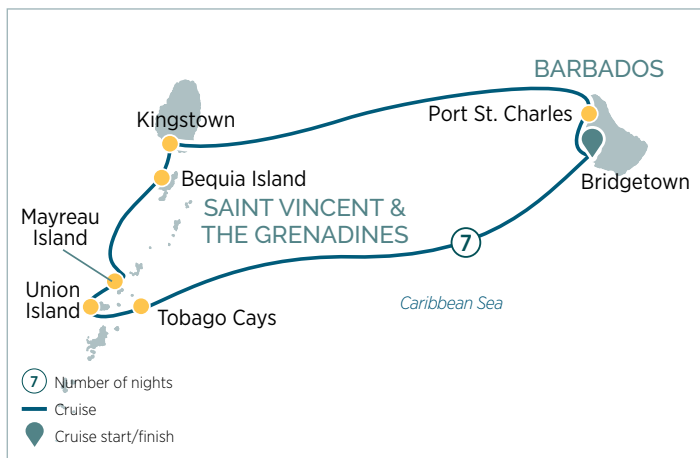 BARBADOS
Kingstown
Port St. Charles
Bequia Island
Bridgetown
SAINT VINCENT &
THE GRENADINES
Mayreau
Island
7
Union
Island
Caribbean Sea
Tobago Cays
7 Number of nights
Cruise
Cruise start/finish